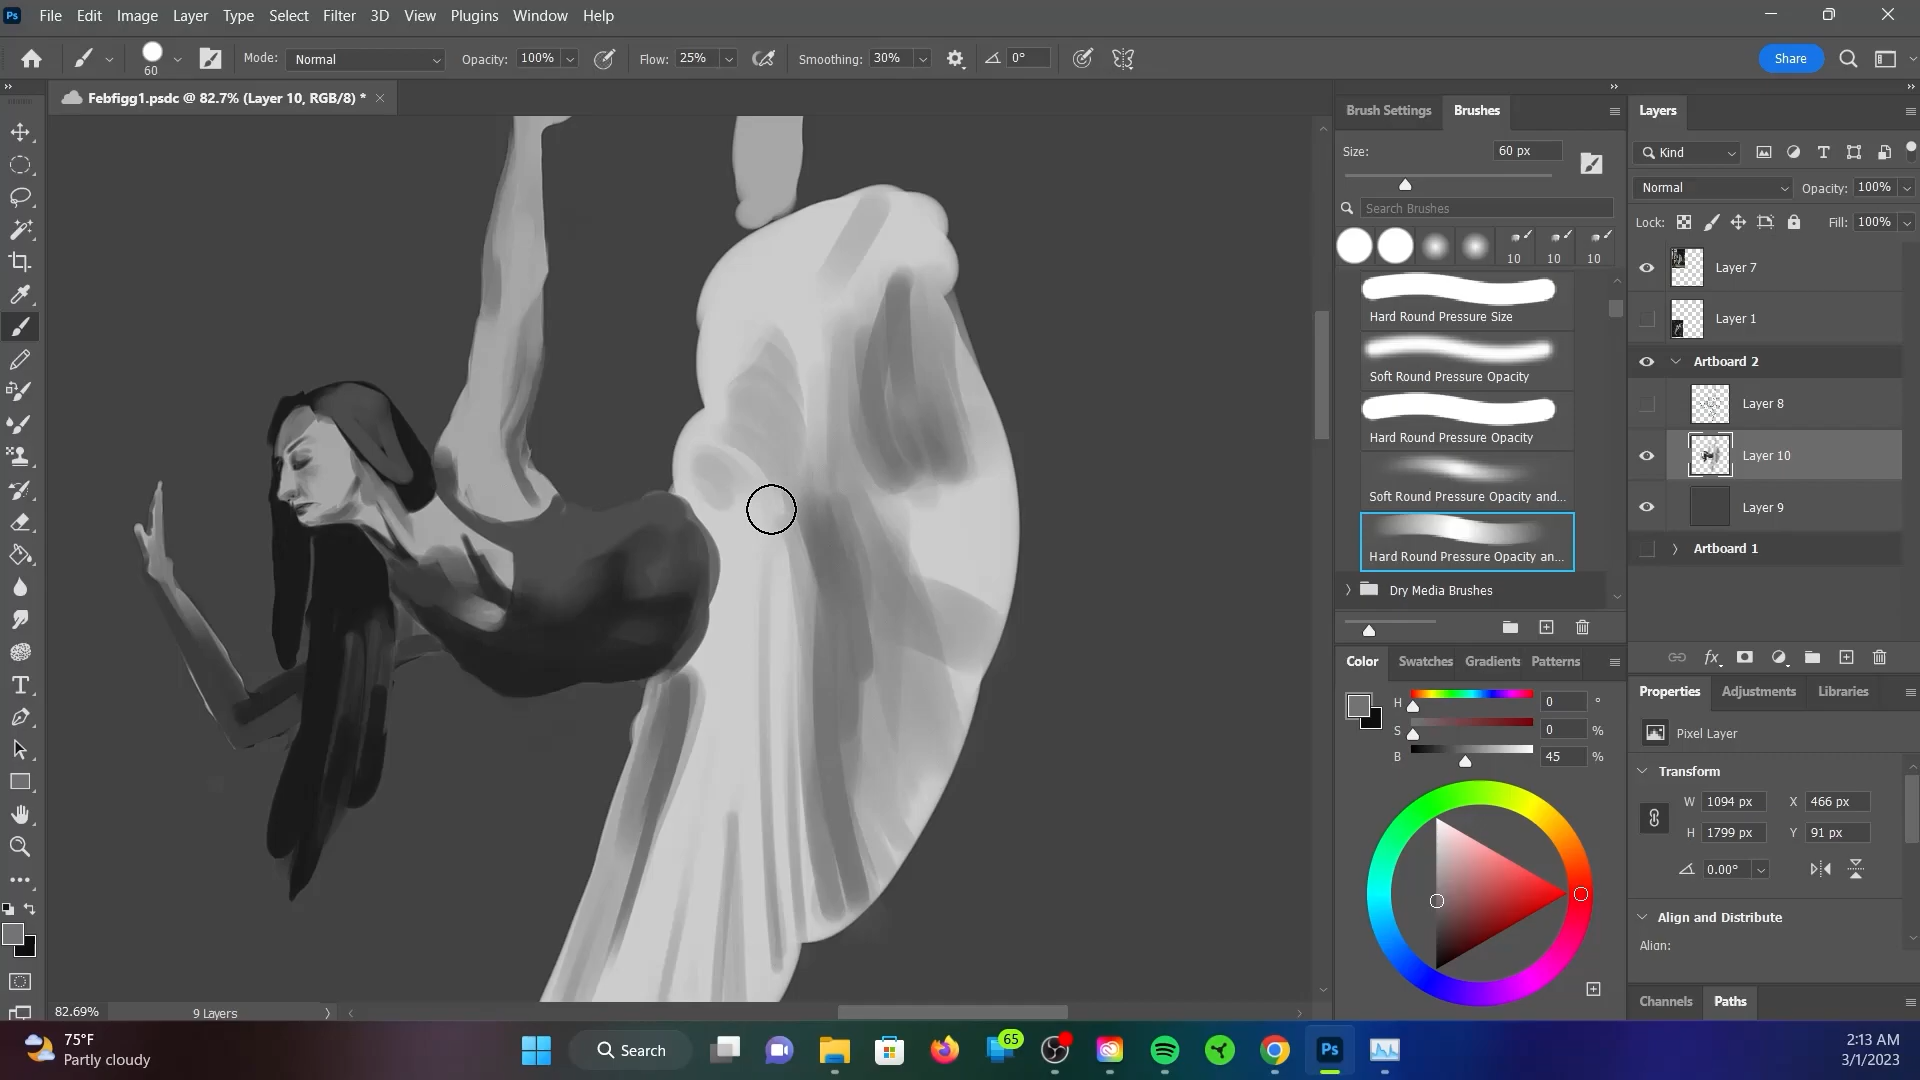 Ps File Edit Image Layer Type Select Filter 3D View Plugins Window Help
60 Mode: Normal Opacity: 100% Flow: 25% Smoothing: 30% 0° Share
Febfigg1.psdc @ 82.7% (Layer 10, RGB/8) *
Brush Settings Brushes
Size: 60 px
Search Brushes
10 10 10
Hard Round Pressure Size
Soft Round Pressure Opacity
Hard Round Pressure Opacity
Soft Round Pressure Opacity and...
Hard Round Pressure Opacity an...
Dry Media Brushes
Color Swatches Gradients Patterns
H 0 °
S 0 %
B 45 %
Layers
Kind
Normal Opacity: 100%
Lock: Fill: 100%
Layer 7
Layer 1
Artboard 2
Layer 8
Layer 10
Layer 9
Artboard 1
fx
Properties Adjustments Libraries
Pixel Layer
Transform
W 1094 px X 466 px
H 1799 px Y 91 px
0.00°
Align and Distribute
Align:
Channels Paths
82.69% 9 Layers
75°F
Partly cloudy
Search
65
Ps
2:13 AM
3/1/2023